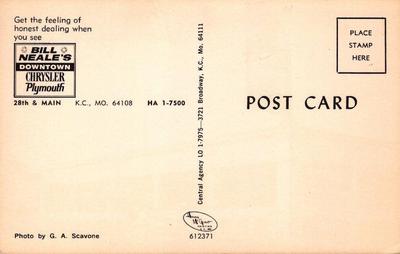 Get the feeling of
honest dealing when
you see
BILL
NEALE'S
DOWNTOWN
CHRYSLER
Plymouth
28th & MAIN K.C., MO. 64108 HA 1-7500
Photo by G. A. Scavone
Central Agency LO 1-7975—3721 Broadway, K.C., Mo. 64111
612371
POST CARD
PLACE
STAMP
HERE